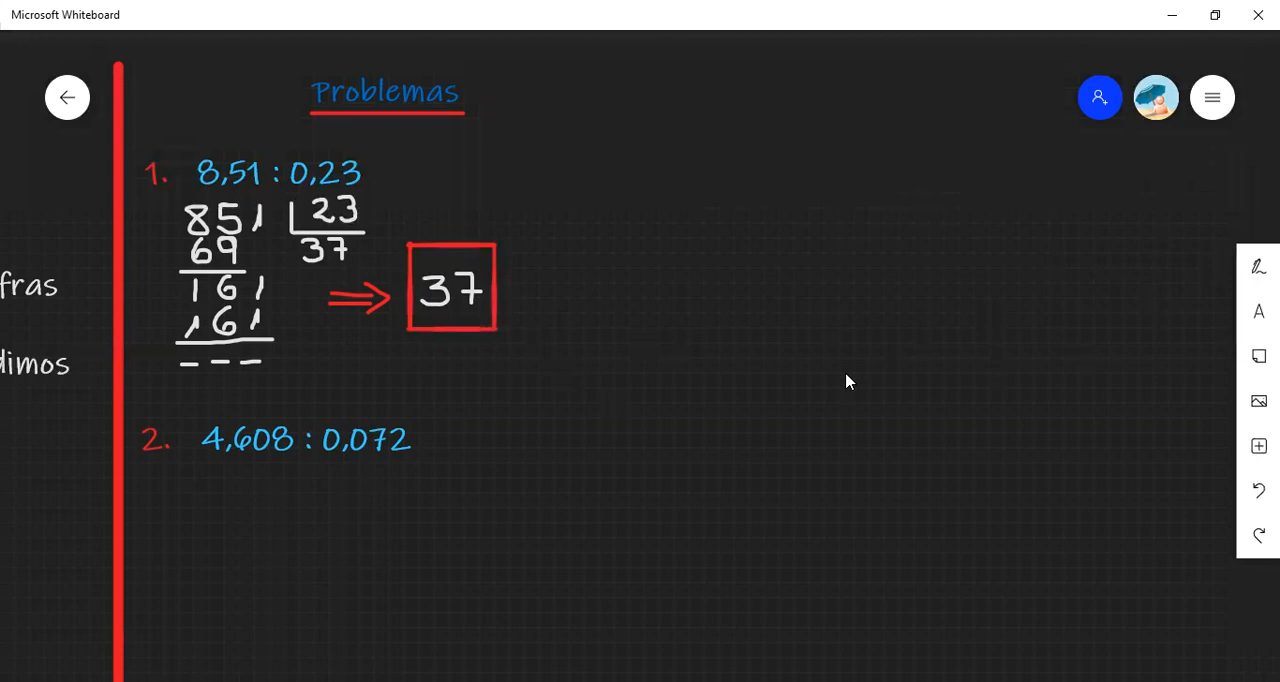 Microsoft Whiteboard
Problemas
1. 8,51 : 0,23
851 23
69 37
161
161
---
37
fras
dimos
2. 4,608 : 0,072
A